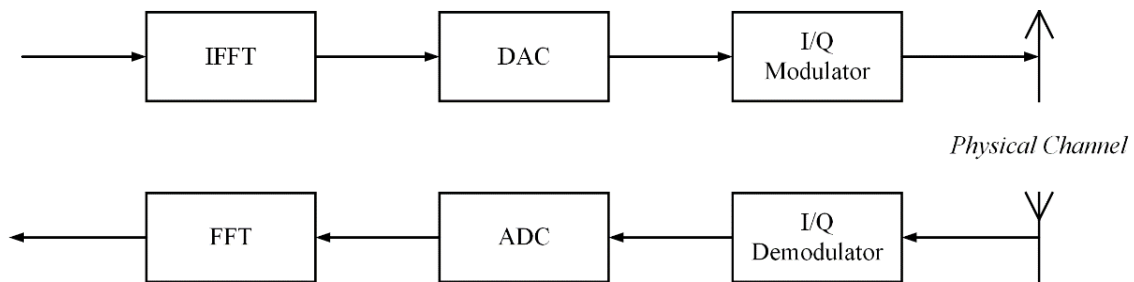 IFFT
DAC
I/Q
Modulator
Physical Channel
FFT
ADC
I/Q
Demodulator